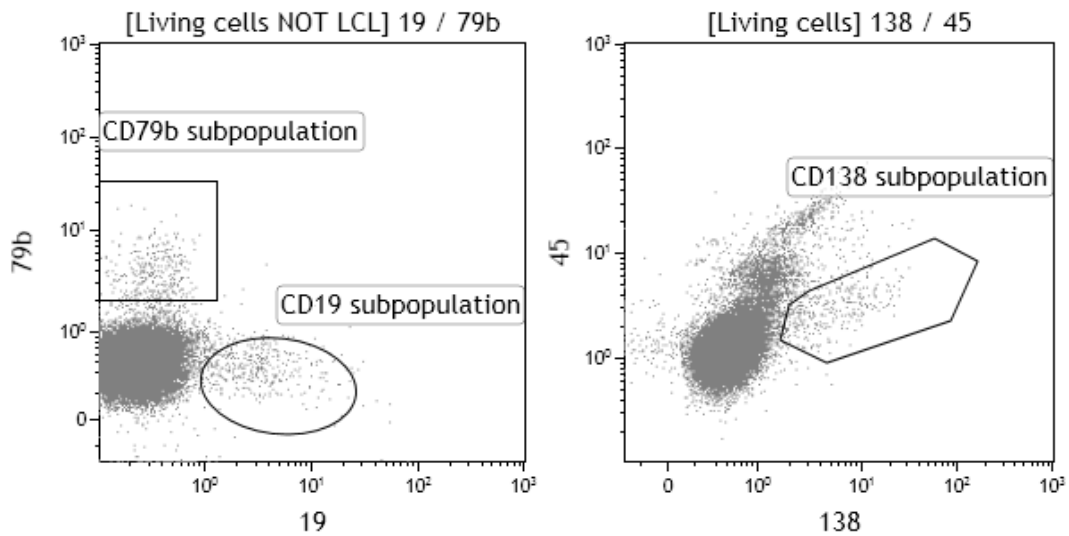 [Living cells NOT LCL] 19 / 79b
10³
10²
10¹
10⁰
0
79b
CD79b subpopulation
CD19 subpopulation
10⁰ 10¹ 10² 10³
19
[Living cells] 138 / 45
10³
10²
10¹
10⁰
45
CD138 subpopulation
0 10⁰ 10¹ 10² 10³
138